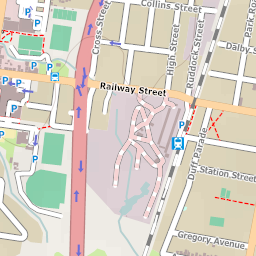 Collins Street
Cross Street
High Street
Ruddock Street
Dalby S
Park Ro
Railway Street
P
P
P
P
P
P
P
Duff Parade
Station Street
Gregory Avenue